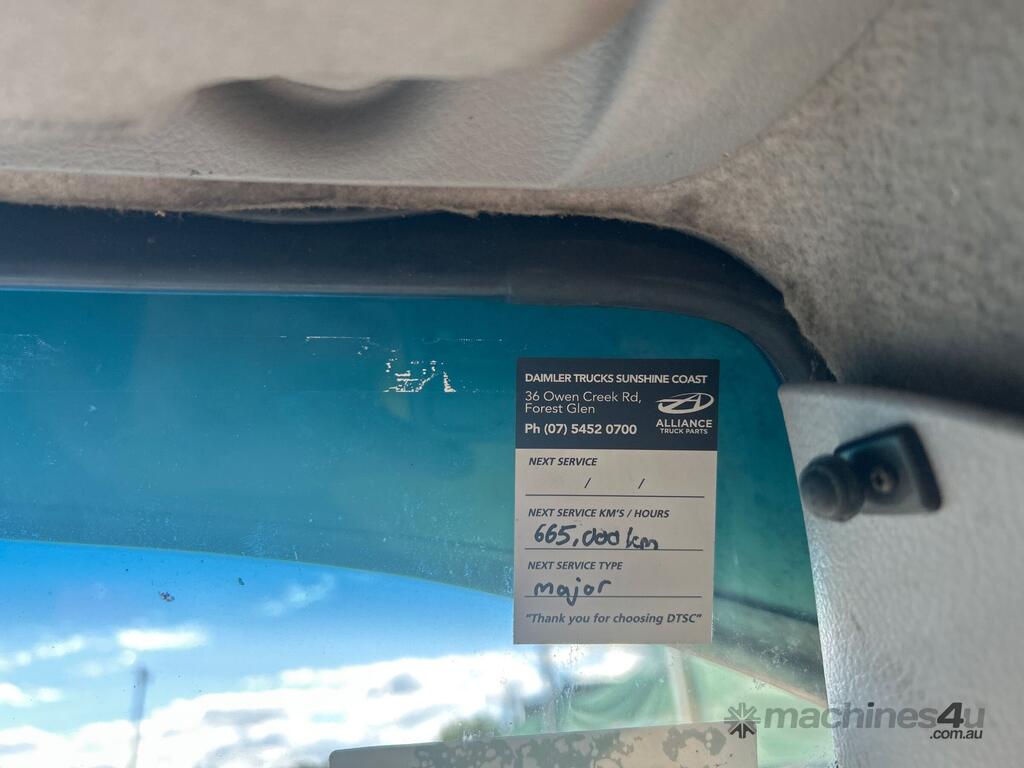 DAIMLER TRUCKS SUNSHINE COAST
36 Owen Creek Rd,
Forest Glen
Ph (07) 5452 0700
ALLIANCE
TRUCK PARTS
NEXT SERVICE
/ /
NEXT SERVICE KM'S / HOURS
665,000 km
NEXT SERVICE TYPE
major
"Thank you for choosing DTSC"
machines4u
.com.au